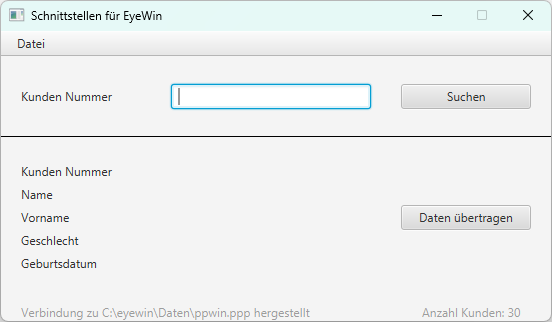 Schnittstellen für EyeWin
Datei
Kunden Nummer
Suchen
Kunden Nummer
Name
Vorname
Daten übertragen
Geschlecht
Geburtsdatum
Verbindung zu C:\eyewin\Daten\ppwin.ppp hergestellt
Anzahl Kunden: 30